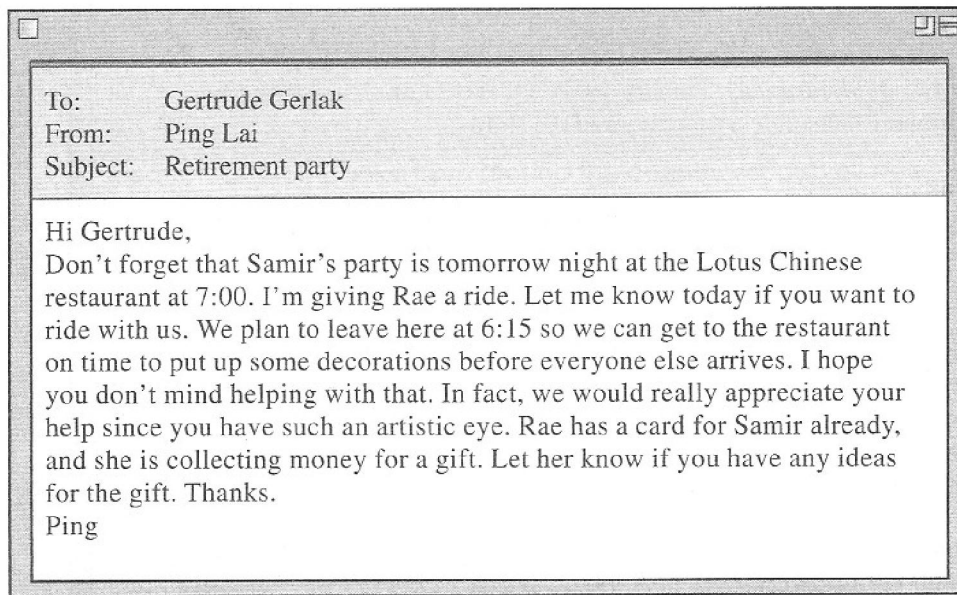 To: Gertrude Gerlak
From: Ping Lai
Subject: Retirement party
Hi Gertrude,
Don't forget that Samir's party is tomorrow night at the Lotus Chinese
restaurant at 7:00. I'm giving Rae a ride. Let me know today if you want to
ride with us. We plan to leave here at 6:15 so we can get to the restaurant
on time to put up some decorations before everyone else arrives. I hope
you don't mind helping with that. In fact, we would really appreciate your
help since you have such an artistic eye. Rae has a card for Samir already,
and she is collecting money for a gift. Let her know if you have any ideas
for the gift. Thanks.
Ping